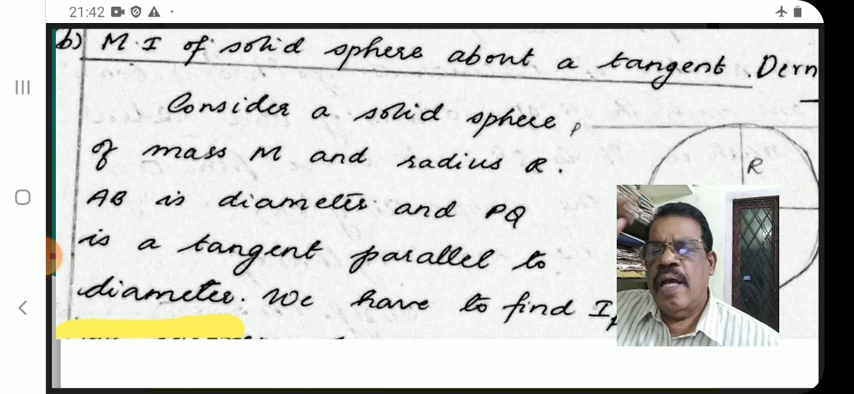 21:42
b) M.I of solid sphere about a tangent. Dern
Consider a solid sphere
of mass M and radius R.
AB is diameter and PQ
is a tangent parallel to
diameter. We have to find I
P
R